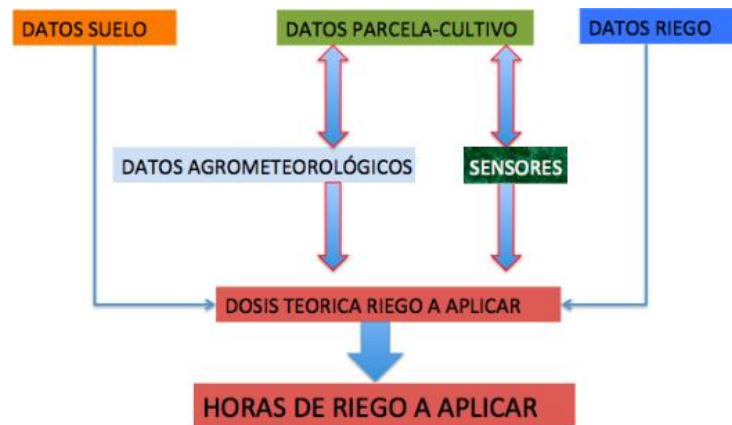 DATOS SUELO
DATOS PARCELA-CULTIVO
DATOS RIEGO
DATOS AGROMETEOROLÓGICOS
SENSORES
DOSIS TEORICA RIEGO A APLICAR
HORAS DE RIEGO A APLICAR